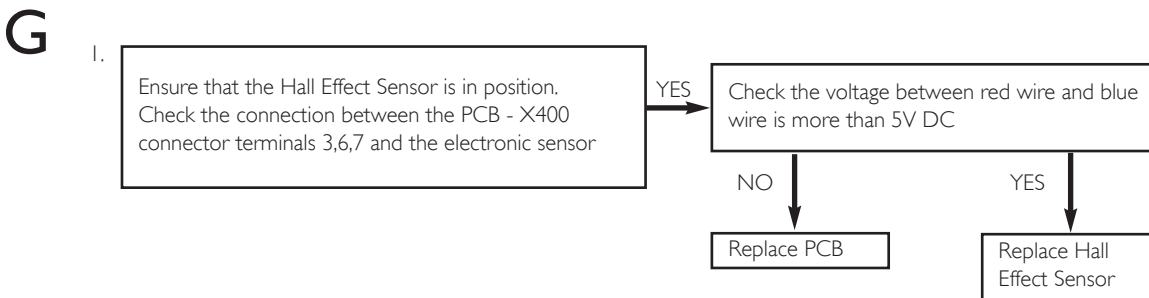 G
1.
Ensure that the Hall Effect Sensor is in position.
Check the connection between the PCB - X400
connector terminals 3,6,7 and the electronic sensor
YES
Check the voltage between red wire and blue
wire is more than 5V DC
NO
YES
Replace PCB
Replace Hall
Effect Sensor